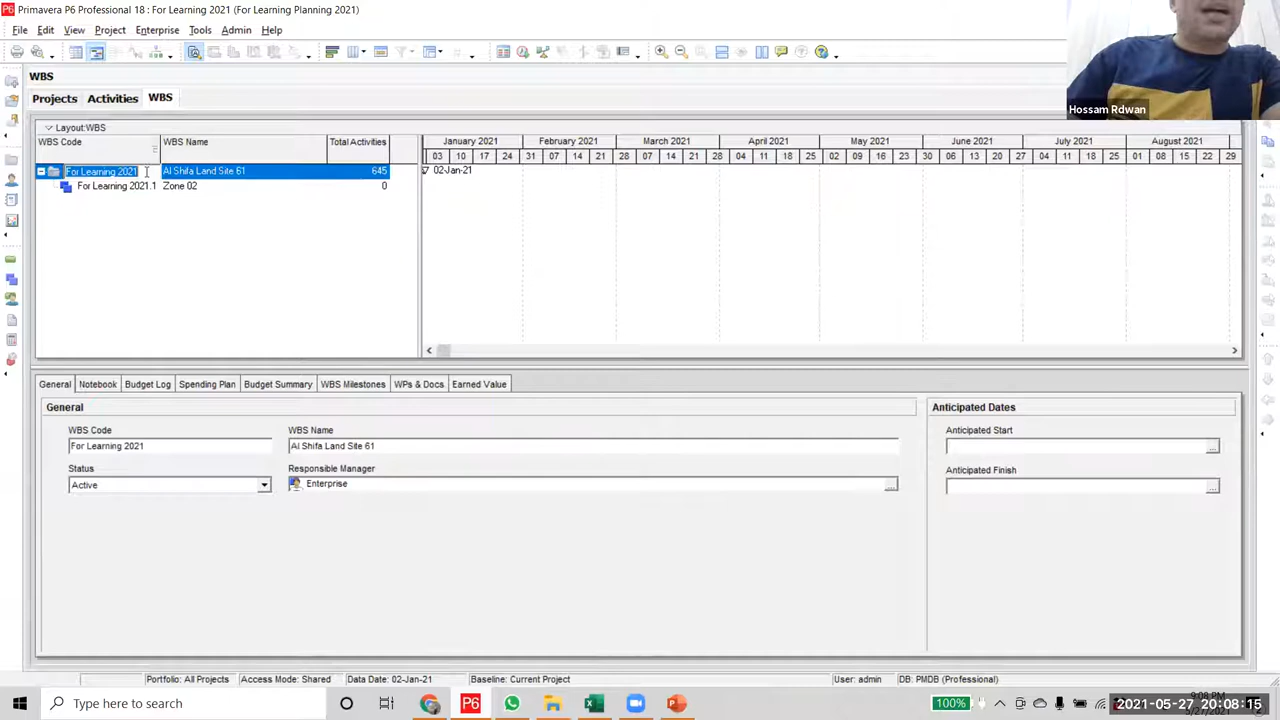 Primavera P6 Professional 18 : For Learning 2021 (For Learning Planning 2021)
File Edit View Project Enterprise Tools Admin Help
Hossam Rdwan
WBS
Projects Activities WBS
Layout:WBS
WBS Code WBS Name Total Activities
January 2021 February 2021 March 2021 April 2021 May 2021 June 2021 July 2021 August 2021
03 10 17 24 31 07 14 21 28 07 14 21 28 04 11 18 25 02 09 16 23 30 06 13 20 27 04 11 18 25 01 08 15 22 29
For Learning 2021 Al Shifa Land Site 61 645 02-Jan-21
For Learning 2021.1 Zone 02 0
General Notebook Budget Log Spending Plan Budget Summary WBS Milestones WPs & Docs Earned Value
General
Anticipated Dates
WBS Code WBS Name Anticipated Start
For Learning 2021 Al Shifa Land Site 61
Status Responsible Manager Anticipated Finish
Active Enterprise
Portfolio: All Projects Access Mode: Shared Data Date: 02-Jan-21 Baseline: Current Project User: admin DB: PMDB (Professional)
Type here to search
100%
9:08 PM
2021-05-27 20:08:15